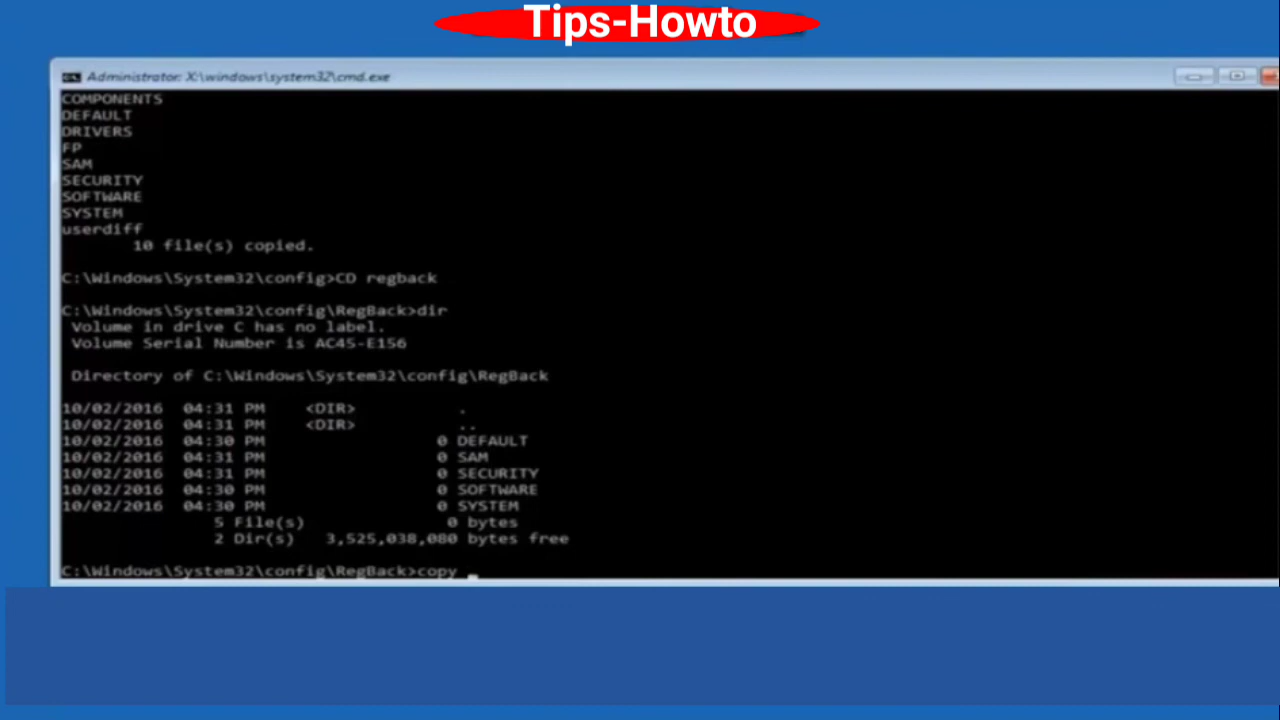 Tips-Howto
Administrator: X:\windows\system32\cmd.exe
COMPONENTS
DEFAULT
DRIVERS
FP
SAM
SECURITY
SOFTWARE
SYSTEM
userdiff
10 file(s) copied.
C:\Windows\System32\config>CD regback
C:\Windows\System32\config\RegBack>dir
Volume in drive C has no label.
Volume Serial Number is AC45-E156
Directory of C:\Windows\System32\config\RegBack
10/02/2016 04:31 PM <DIR> .
10/02/2016 04:31 PM <DIR> ..
10/02/2016 04:30 PM 0 DEFAULT
10/02/2016 04:31 PM 0 SAM
10/02/2016 04:31 PM 0 SECURITY
10/02/2016 04:30 PM 0 SOFTWARE
10/02/2016 04:30 PM 0 SYSTEM
5 File(s) 0 bytes
2 Dir(s) 3,525,038,080 bytes free
C:\Windows\System32\config\RegBack>copy _